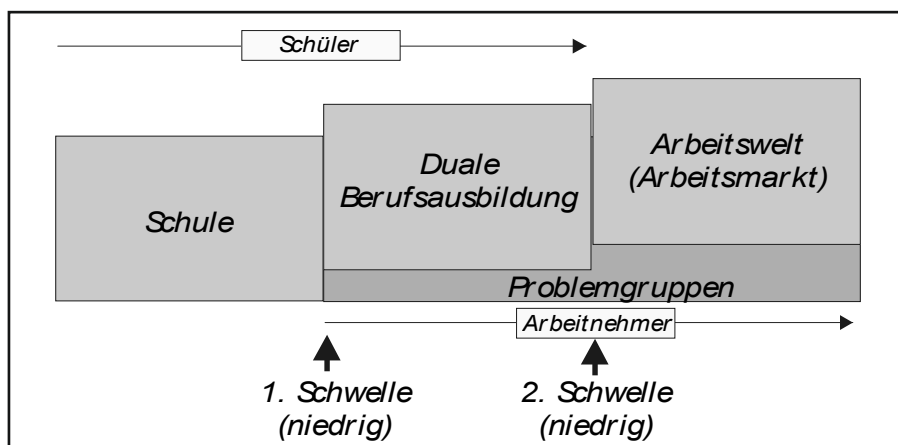 Schüler
Schule
Duale
Berufsausbildung
Arbeitswelt
(Arbeitsmarkt)
Problemgruppen
Arbeitnehmer
1. Schwelle
(niedrig)
2. Schwelle
(niedrig)